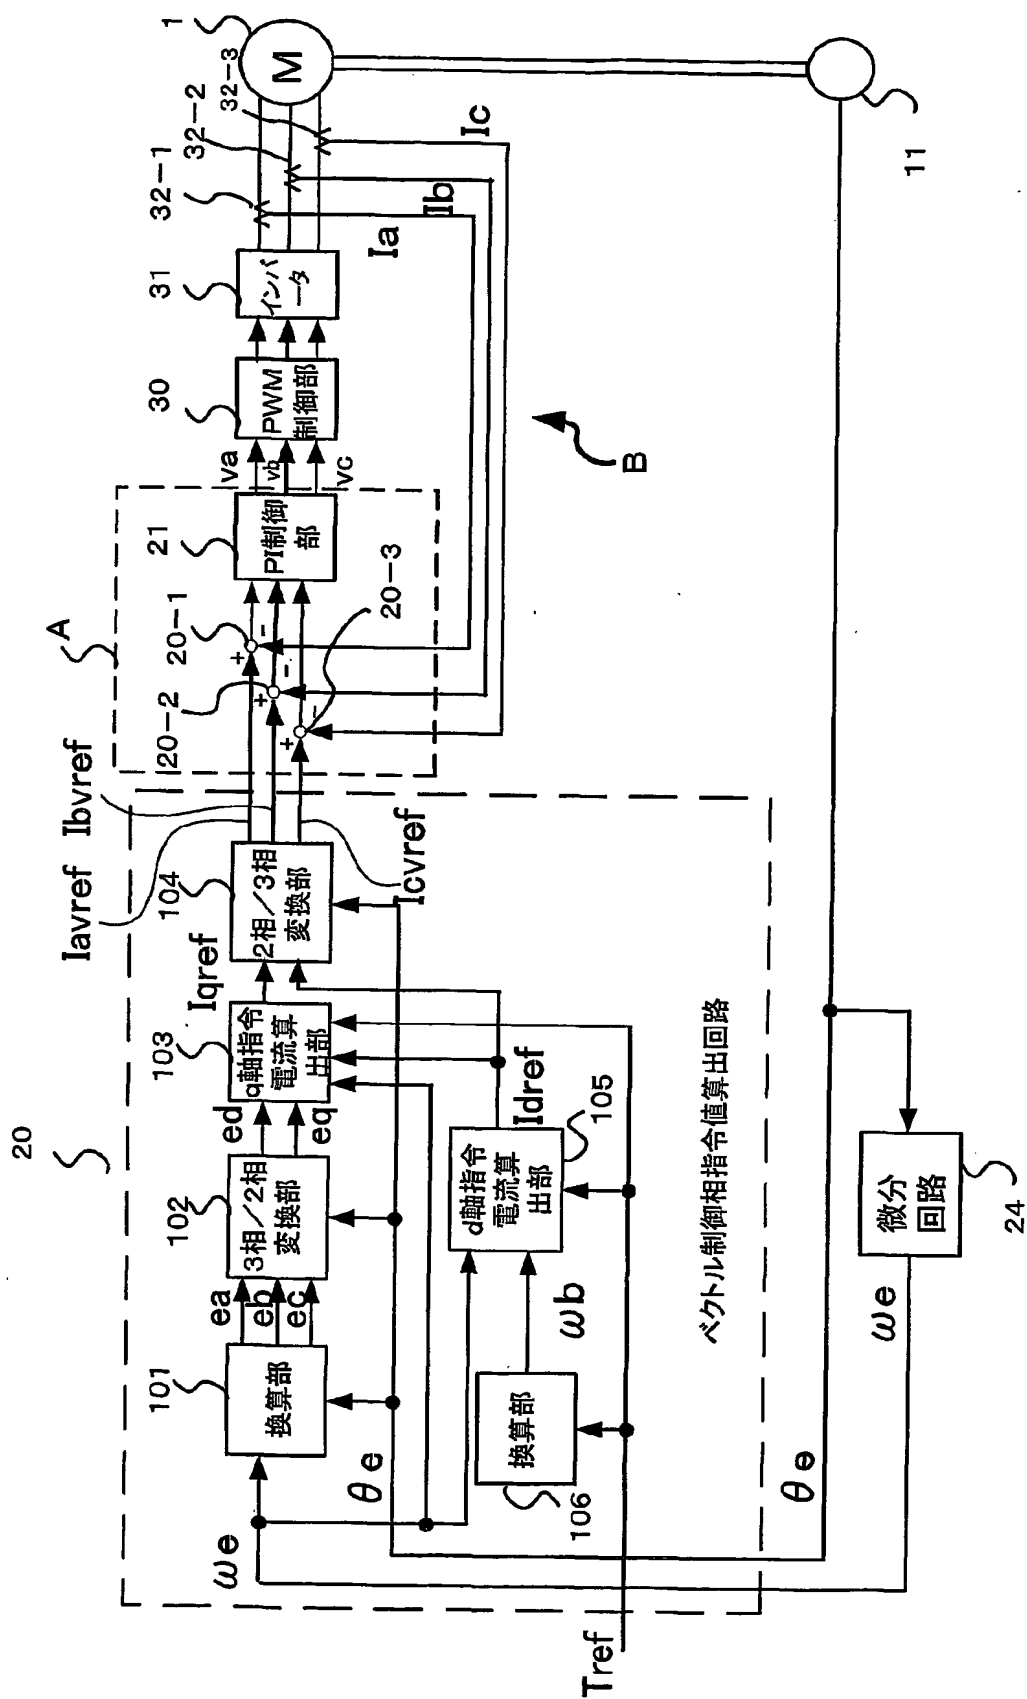 20
ベクトル制御相指令値算出回路
ωe
θe
Tref
101
換算部
ea
eb
ec
102
3相/2相
変換部
ed
eq
103
q軸指令
電流算
出部
Iqref
104
2相/3相
変換部
106
換算部
ωb
105
d軸指令
電流算
出部
Idref
Iavref
Ibvref
Icvref
A
20-1
20-2
20-3
+
-
+
-
+
-
21
PI制御
部
va
vb
vc
30
PWM
制御部
31
インバ
ータ
32-1
32-2
32-3
Ia
Ib
Ic
1
M
B
11
θe
24
微分
回路
ωe